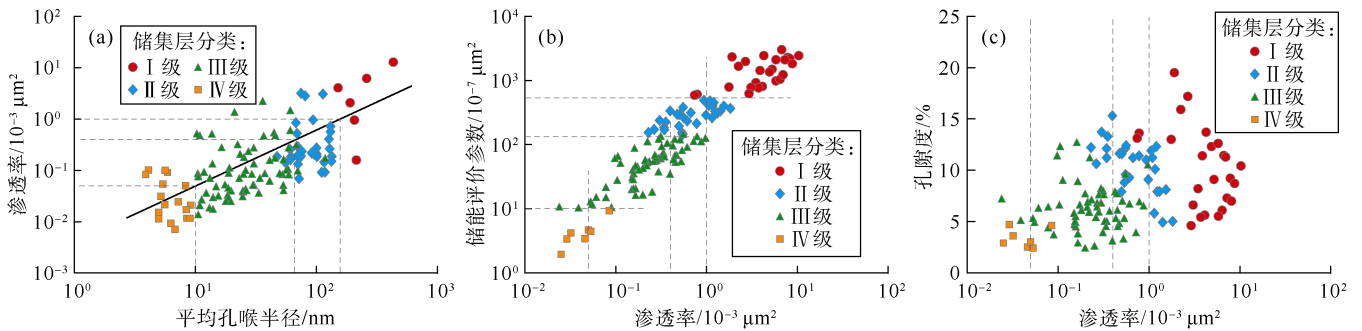 (a)
储集层分类：
Ⅰ级 Ⅲ级
Ⅱ级 Ⅳ级
10²
10¹
10⁰
10⁻¹
10⁻²
10⁻³
渗透率/10⁻³ μm²
10⁰ 10¹ 10² 10³
平均孔喉半径/nm
(b)
10⁴
10³
10²
10¹
10⁰
储能评价参数/10⁻⁷ μm²
储集层分类：
Ⅰ级
Ⅱ级
Ⅲ级
Ⅳ级
10⁻² 10⁻¹ 10⁰ 10¹ 10²
渗透率/10⁻³ μm²
(c)
25
20
15
10
5
0
孔隙度/%
储集层分类：
Ⅰ级
Ⅱ级
Ⅲ级
Ⅳ级
10⁻² 10⁻¹ 10⁰ 10¹ 10²
渗透率/10⁻³ μm²